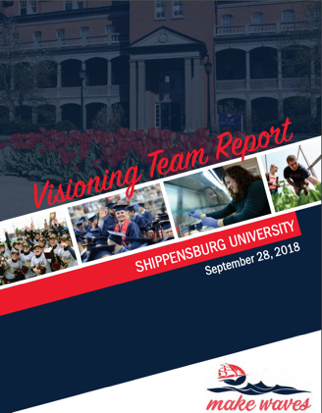 Visioning Team Report
SHIPPENSBURG UNIVERSITY
September 28, 2018
make waves